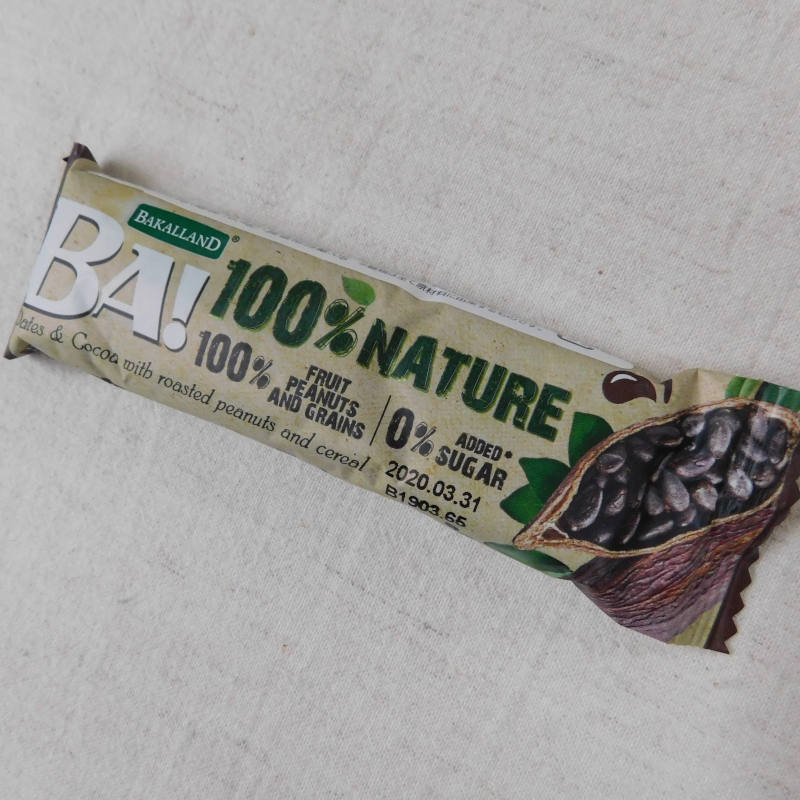 BAKALLAND®
BA!
100% NATURE
100% FRUIT
PEANUTS
AND GRAINS
0% ADDED*
SUGAR
Dates & Cocoa with roasted peanuts and cereal
2020.03.31
B1903.65